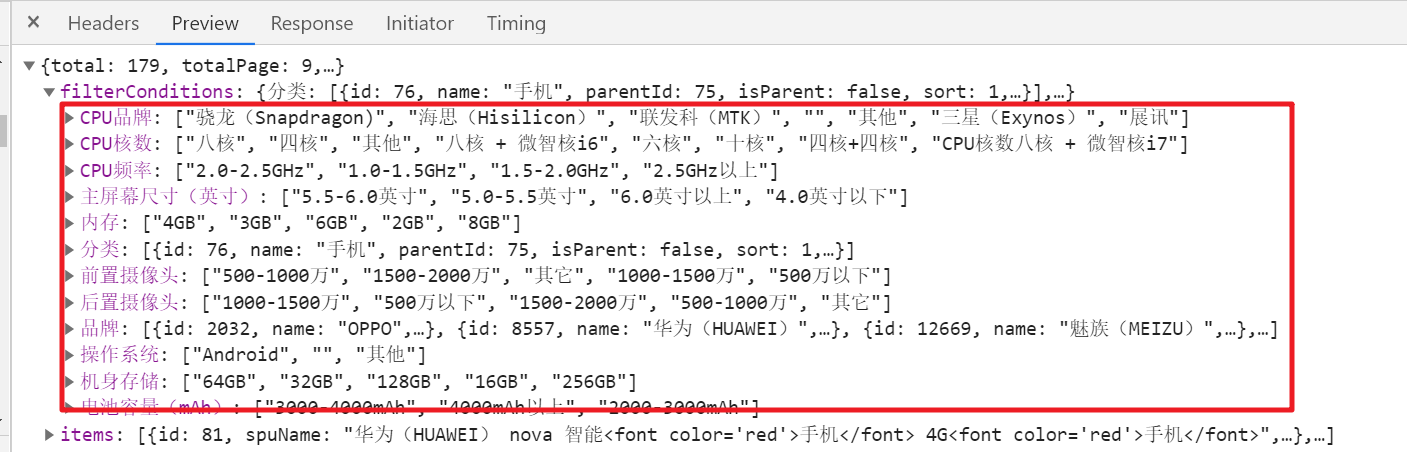 × Headers Preview Response Initiator Timing
{total: 179, totalPage: 9,…}
filterConditions: {分类: [{id: 76, name: "手机", parentId: 75, isParent: false, sort: 1,…}],…}
CPU品牌: ["骁龙（Snapdragon)", "海思（Hisilicon）", "联发科（MTK）", "", "其他", "三星（Exynos）", "展讯"]
CPU核数: ["八核", "四核", "其他", "八核 + 微智核i6", "六核", "十核", "四核+四核", "CPU核数八核 + 微智核i7"]
CPU频率: ["2.0-2.5GHz", "1.0-1.5GHz", "1.5-2.0GHz", "2.5GHz以上"]
主屏幕尺寸（英寸）: ["5.5-6.0英寸", "5.0-5.5英寸", "6.0英寸以上", "4.0英寸以下"]
内存: ["4GB", "3GB", "6GB", "2GB", "8GB"]
分类: [{id: 76, name: "手机", parentId: 75, isParent: false, sort: 1,…}]
前置摄像头: ["500-1000万", "1500-2000万", "其它", "1000-1500万", "500万以下"]
后置摄像头: ["1000-1500万", "500万以下", "1500-2000万", "500-1000万", "其它"]
品牌: [{id: 2032, name: "OPPO",…}, {id: 8557, name: "华为（HUAWEI）",…}, {id: 12669, name: "魅族（MEIZU）",…},…]
操作系统: ["Android", "", "其他"]
机身存储: ["64GB", "32GB", "128GB", "16GB", "256GB"]
电池容量（mAh）: ["3000-4000mAh", "4000mAh以上", "2000-3000mAh"]
items: [{id: 81, spuName: "华为（HUAWEI） nova 智能<font color='red'>手机</font> 4G<font color='red'>手机</font>",…},…]